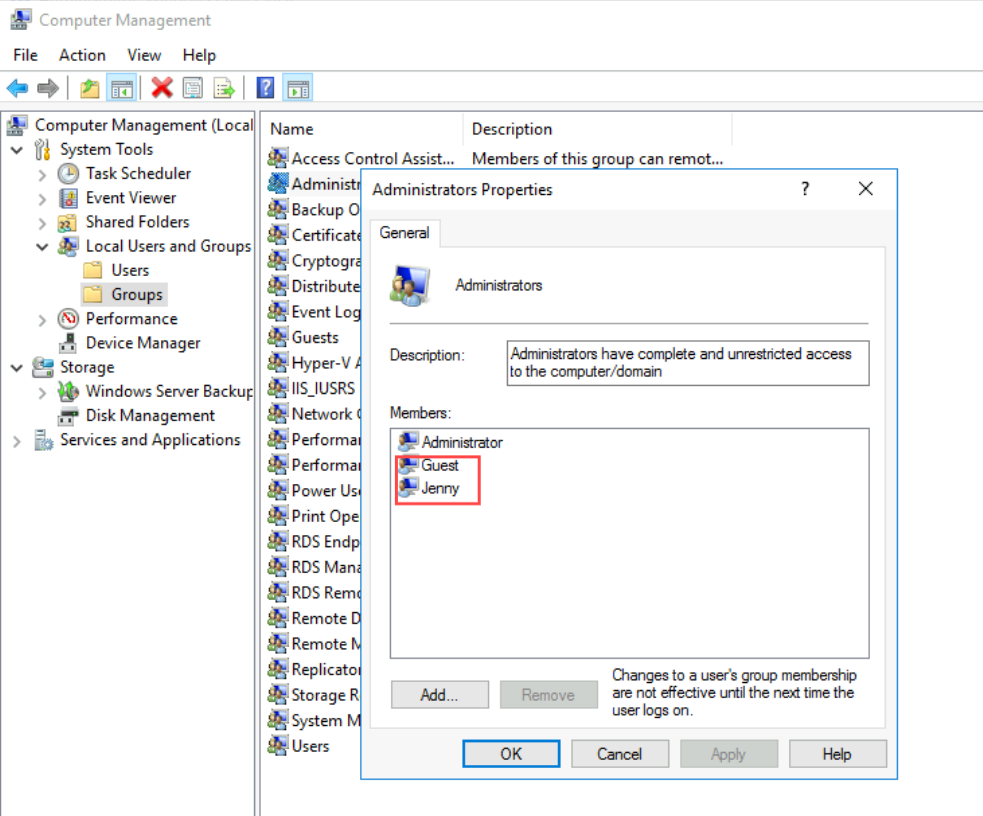 Computer Management
File Action View Help
Computer Management (Local
System Tools
Task Scheduler
Event Viewer
Shared Folders
Local Users and Groups
Users
Groups
Performance
Device Manager
Storage
Windows Server Backup
Disk Management
Services and Applications
Name Description
Access Control Assist... Members of this group can remot...
Administr
Backup O
Certificate
Cryptogra
Distribute
Event Log
Guests
Hyper-V A
IIS_IUSRS
Network C
Performan
Performan
Power Use
Print Ope
RDS Endp
RDS Mana
RDS Remo
Remote D
Remote M
Replicator
Storage R
System M
Users
Administrators Properties ?
General
Administrators
Description:
Administrators have complete and unrestricted access
to the computer/domain
Members:
Administrator
Guest
Jenny
Add... Remove
Changes to a user's group membership
are not effective until the next time the
user logs on.
OK Cancel Apply Help